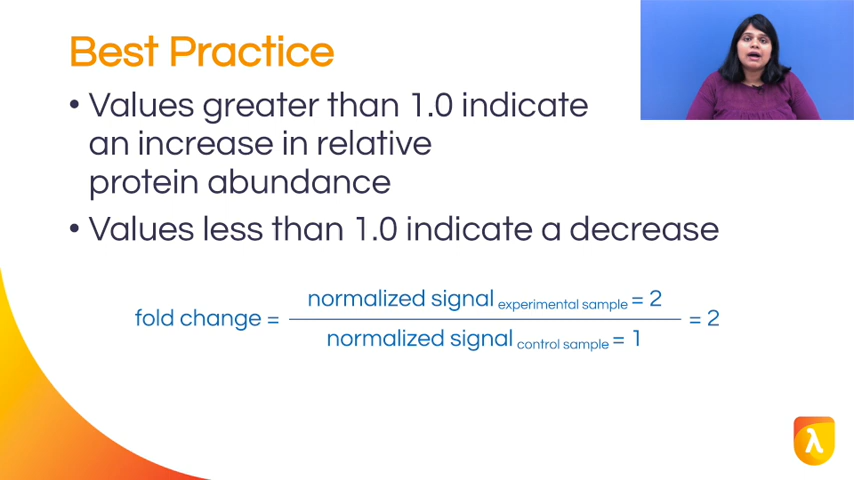 Best Practice
• Values greater than 1.0 indicate
an increase in relative
protein abundance
• Values less than 1.0 indicate a decrease
normalized signal experimental sample = 2
fold change = = 2
normalized signal control sample = 1
λ